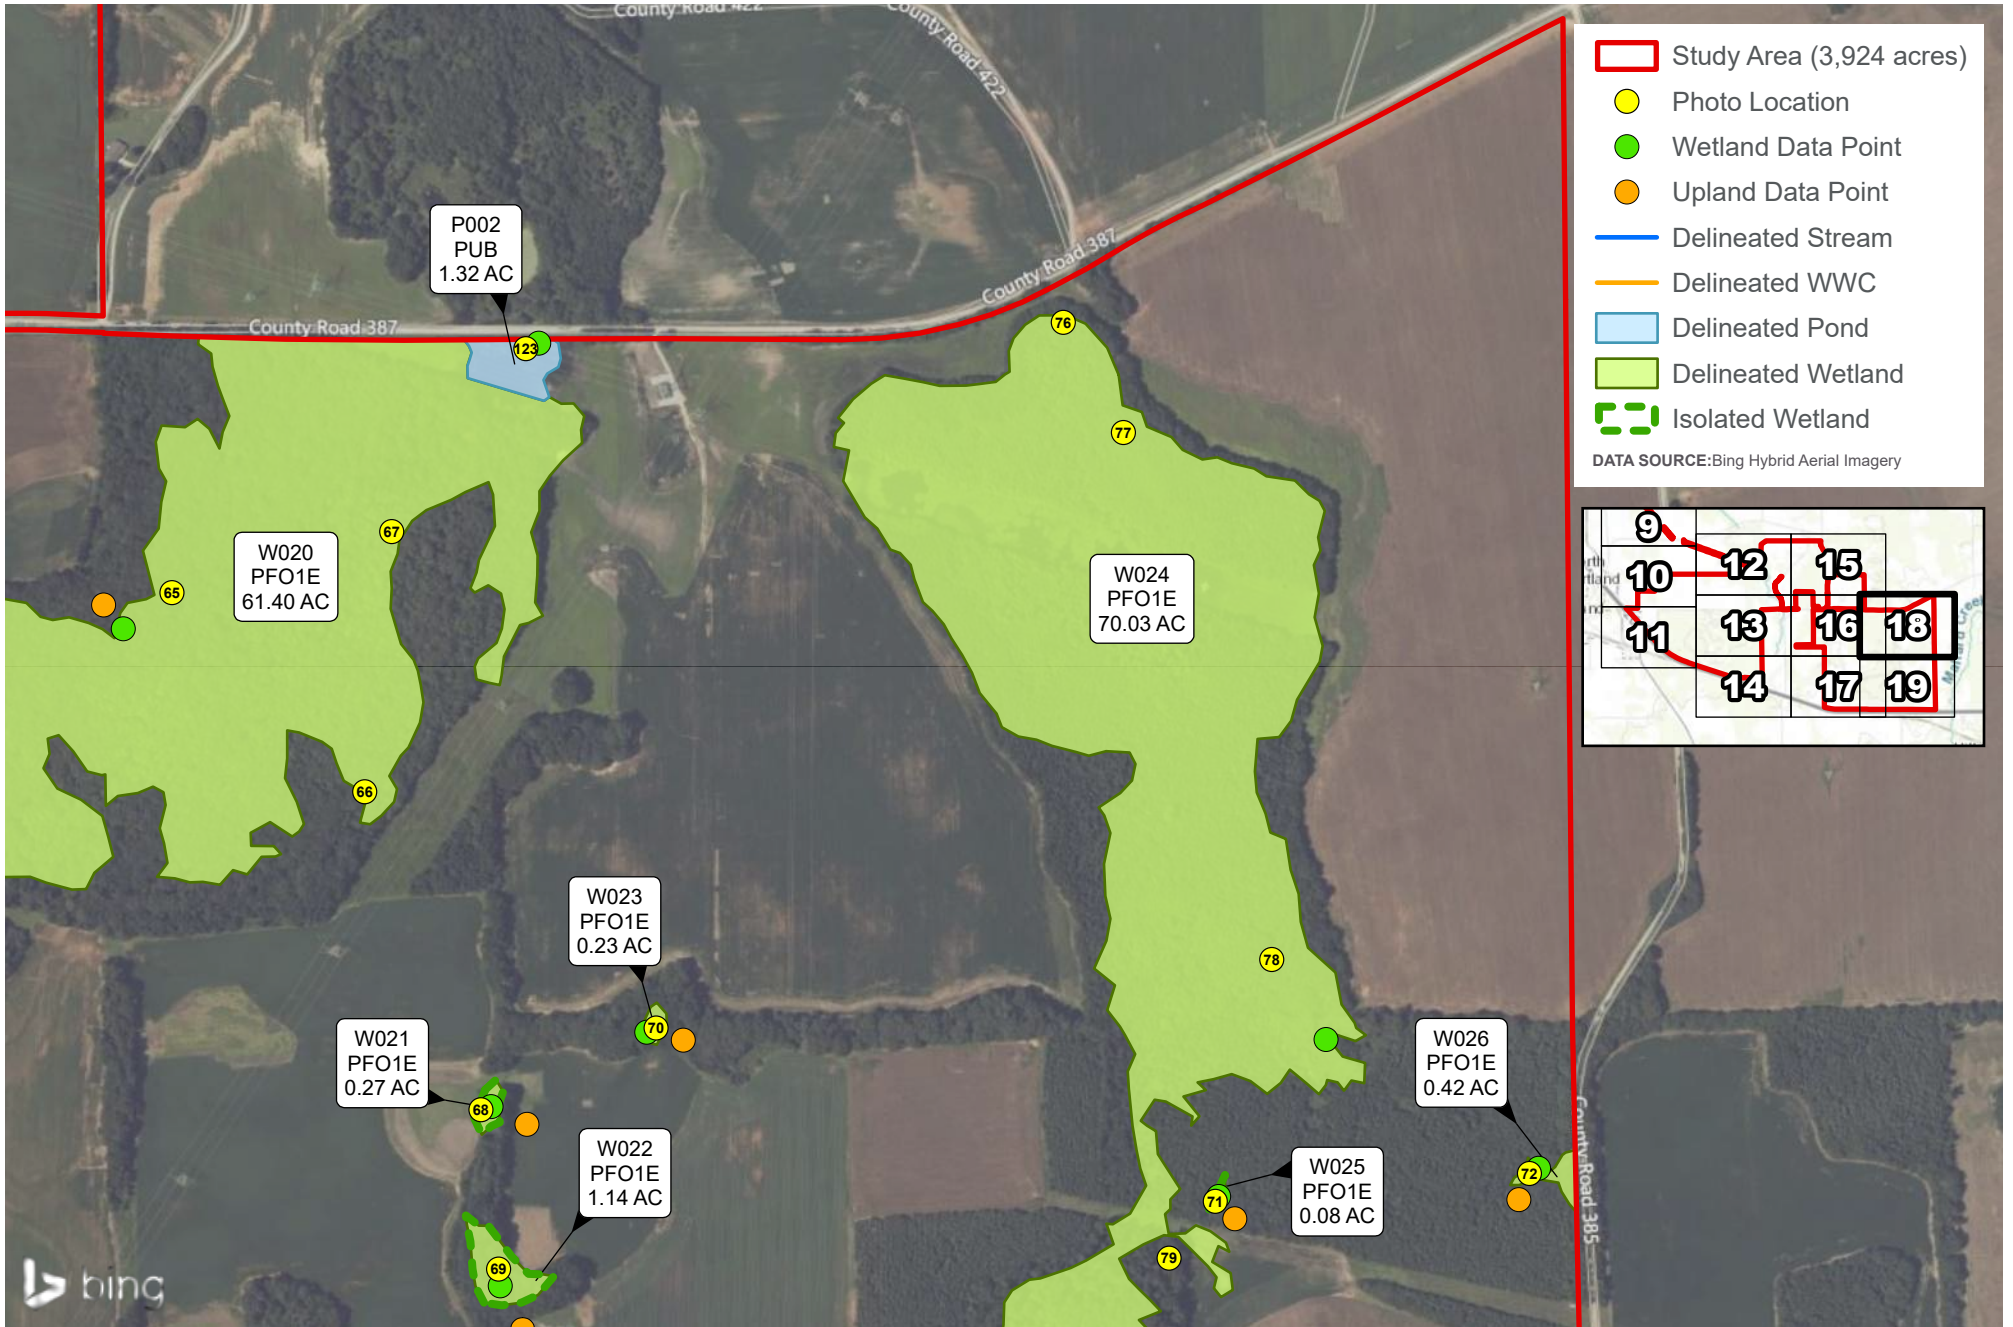 County Road 422
County Road 422
County Road 387
County Road 387
County Road 385
P002
PUB
1.32 AC
123
76
77
67
65
66
W020
PFO1E
61.40 AC
W024
PFO1E
70.03 AC
78
W023
PFO1E
0.23 AC
70
W021
PFO1E
0.27 AC
68
W022
PFO1E
1.14 AC
69
W026
PFO1E
0.42 AC
72
W025
PFO1E
0.08 AC
71
79
bing
Study Area (3,924 acres)
Photo Location
Wetland Data Point
Upland Data Point
Delineated Stream
Delineated WWC
Delineated Pond
Delineated Wetland
Isolated Wetland
DATA SOURCE:Bing Hybrid Aerial Imagery
9
12
15
10
13
16
18
11
14
17
19